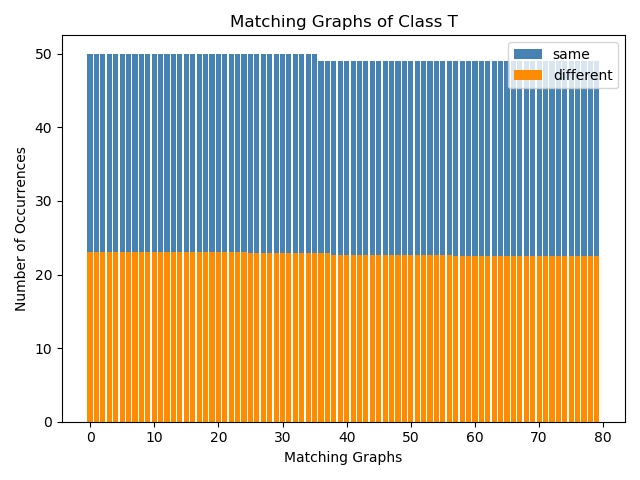 Matching Graphs of Class T
same
different
Number of Occurrences
50
40
30
20
10
0
0 10 20 30 40 50 60 70 80
Matching Graphs